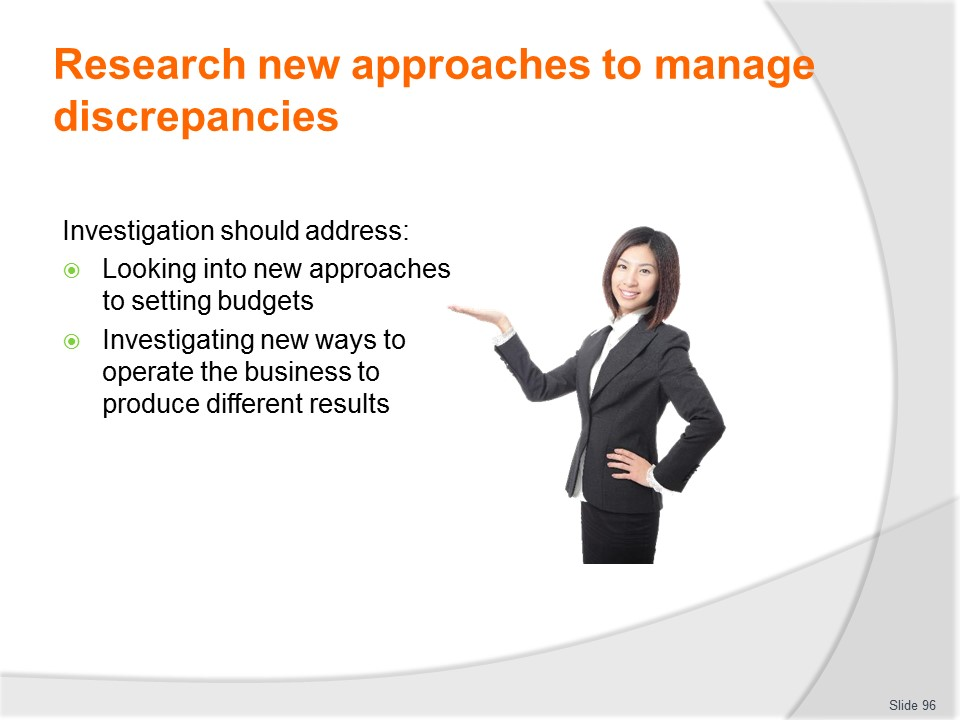 Research new approaches to manage
discrepancies
Investigation should address:
Looking into new approaches
to setting budgets
Investigating new ways to
operate the business to
produce different results
Slide 96